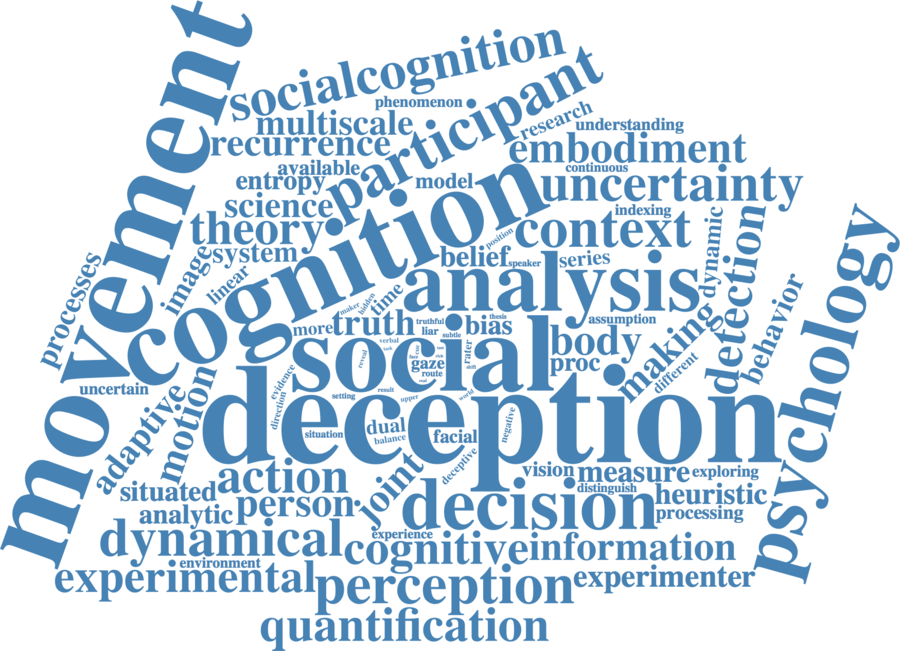 movement
socialcognition
phenomenon
participant
multiscale
research
understanding
recurrence
embodiment
available
continuous
entropy
model
uncertainty
science
cognition
indexing
theory
position
context
dynamic
detection
psychology
system
image
belief
speaker
series
processes
linear
analysis
hidden
time
maker
behavior
more
truth
truthful
liar
subtle
thesis
bias
assumption
making
verbal
social
body
rater
reveal
gaze
proc
different
route
uncertain
evidence
deception
result
setting
upper
world
adaptive
motion
direction
negative
situation
dual
balance
facial
deceptive
vision
measure
exploring
action
joint
situated
person
decision
distinguish
heuristic
analytic
processing
dynamical
experience
cognitive
information
environment
experimental
perception
experimenter
quantification